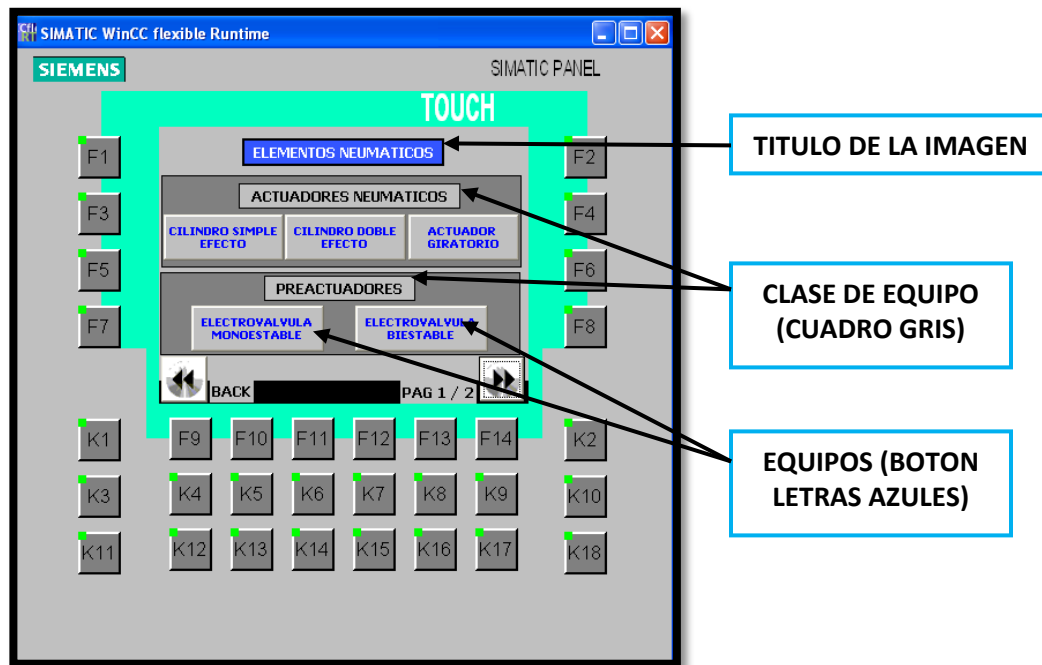 SIMATIC WinCC flexible Runtime
SIEMENS
SIMATIC PANEL
TOUCH
F1
ELEMENTOS NEUMATICOS
F2
TITULO DE LA IMAGEN
ACTUADORES NEUMATICOS
F3
F4
CILINDRO SIMPLE
EFECTO
CILINDRO DOBLE
EFECTO
ACTUADOR
GIRATORIO
F5
F6
PREACTUADORES
CLASE DE EQUIPO
(CUADRO GRIS)
F7
ELECTROVALVULA
MONOESTABLE
ELECTROVALVULA
BIESTABLE
F8
BACK
PAG 1 / 2
K1
F9
F10
F11
F12
F13
F14
K2
EQUIPOS (BOTON
LETRAS AZULES)
K3
K4
K5
K6
K7
K8
K9
K10
K11
K12
K13
K14
K15
K16
K17
K18